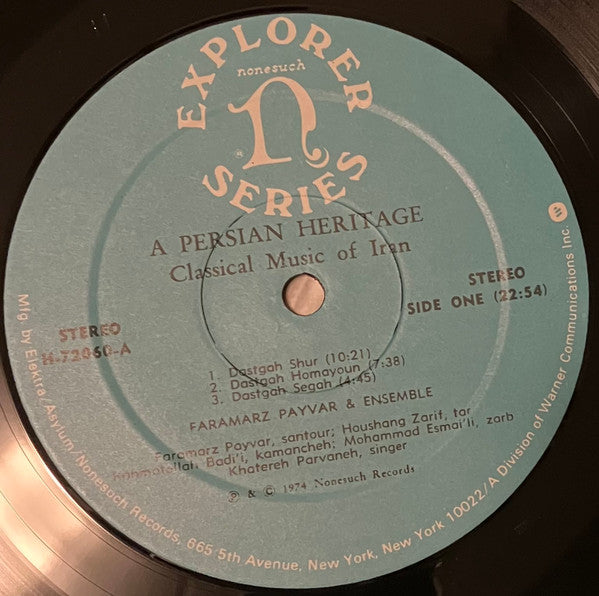 EXPLORER
nonesuch
n
®
SERIES
A PERSIAN HERITAGE
Classical Music of Iran
STEREO
H-72060-A
STEREO
SIDE ONE (22:54)
1. Dastgah Shur (10:21)
2. Dastgah Homayoun (7:38)
3. Dastgah Segah (4:45)
FARAMARZ PAYVAR & ENSEMBLE
Faramarz Payvar, santour; Houshang Zarif, tar
Rahmatollah Badi'i, kamancheh; Mohammad Esmai'li, zarb
Khatereh Parvaneh, singer
℗ & © 1974 Nonesuch Records
Mfg. by Elektra/Asylum/Nonesuch Records, 665 5th Avenue, New York, New York 10022/A Division of Warner Communications Inc.